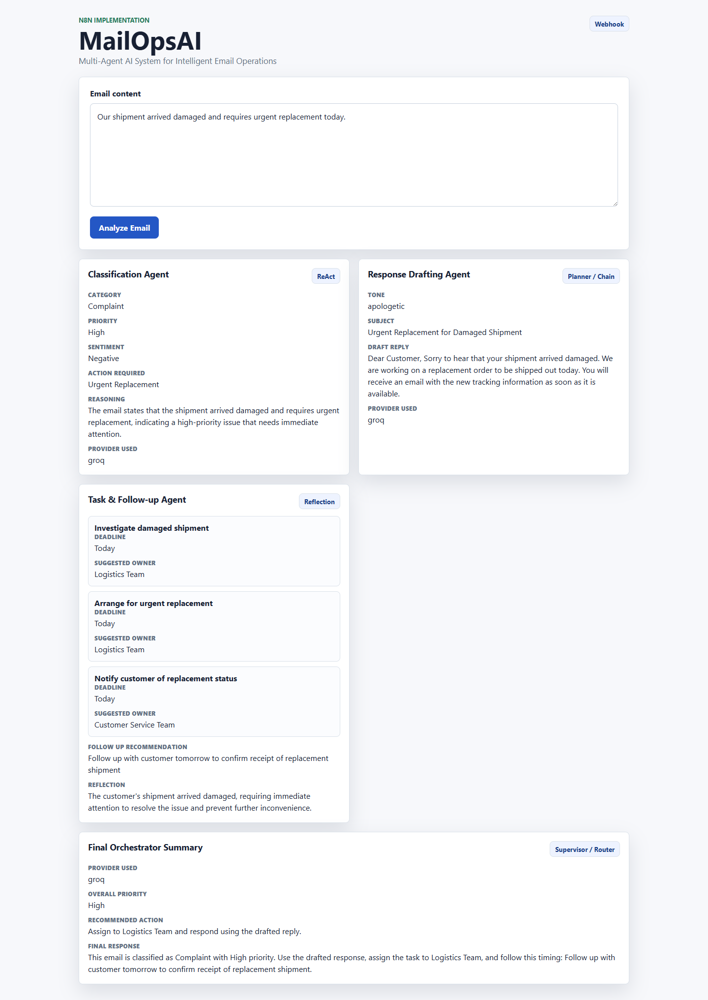 N8N IMPLEMENTATION
Webhook
MailOpsAI
Multi-Agent AI System for Intelligent Email Operations
Email content
Our shipment arrived damaged and requires urgent replacement today.
Analyze Email
Classification Agent
ReAct
CATEGORY
Complaint
PRIORITY
High
SENTIMENT
Negative
ACTION REQUIRED
Urgent Replacement
REASONING
The email states that the shipment arrived damaged and requires urgent
replacement, indicating a high-priority issue that needs immediate
attention.
PROVIDER USED
groq
Response Drafting Agent
Planner / Chain
TONE
apologetic
SUBJECT
Urgent Replacement for Damaged Shipment
DRAFT REPLY
Dear Customer, Sorry to hear that your shipment arrived damaged. We
are working on a replacement order to be shipped out today. You will
receive an email with the new tracking information as soon as it is
available.
PROVIDER USED
groq
Task & Follow-up Agent
Reflection
Investigate damaged shipment
DEADLINE
Today
SUGGESTED OWNER
Logistics Team
Arrange for urgent replacement
DEADLINE
Today
SUGGESTED OWNER
Logistics Team
Notify customer of replacement status
DEADLINE
Today
SUGGESTED OWNER
Customer Service Team
FOLLOW UP RECOMMENDATION
Follow up with customer tomorrow to confirm receipt of replacement
shipment
REFLECTION
The customer's shipment arrived damaged, requiring immediate
attention to resolve the issue and prevent further inconvenience.
Final Orchestrator Summary
Supervisor / Router
PROVIDER USED
groq
OVERALL PRIORITY
High
RECOMMENDED ACTION
Assign to Logistics Team and respond using the drafted reply.
FINAL RESPONSE
This email is classified as Complaint with High priority. Use the drafted response, assign the task to Logistics Team, and follow this timing: Follow up with
customer tomorrow to confirm receipt of replacement shipment.